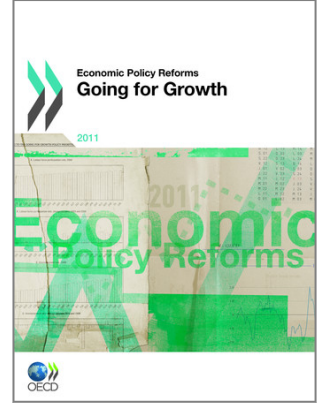 Economic Policy Reforms
Going for Growth
2011
2011
Economic
Policy Reforms
OECD